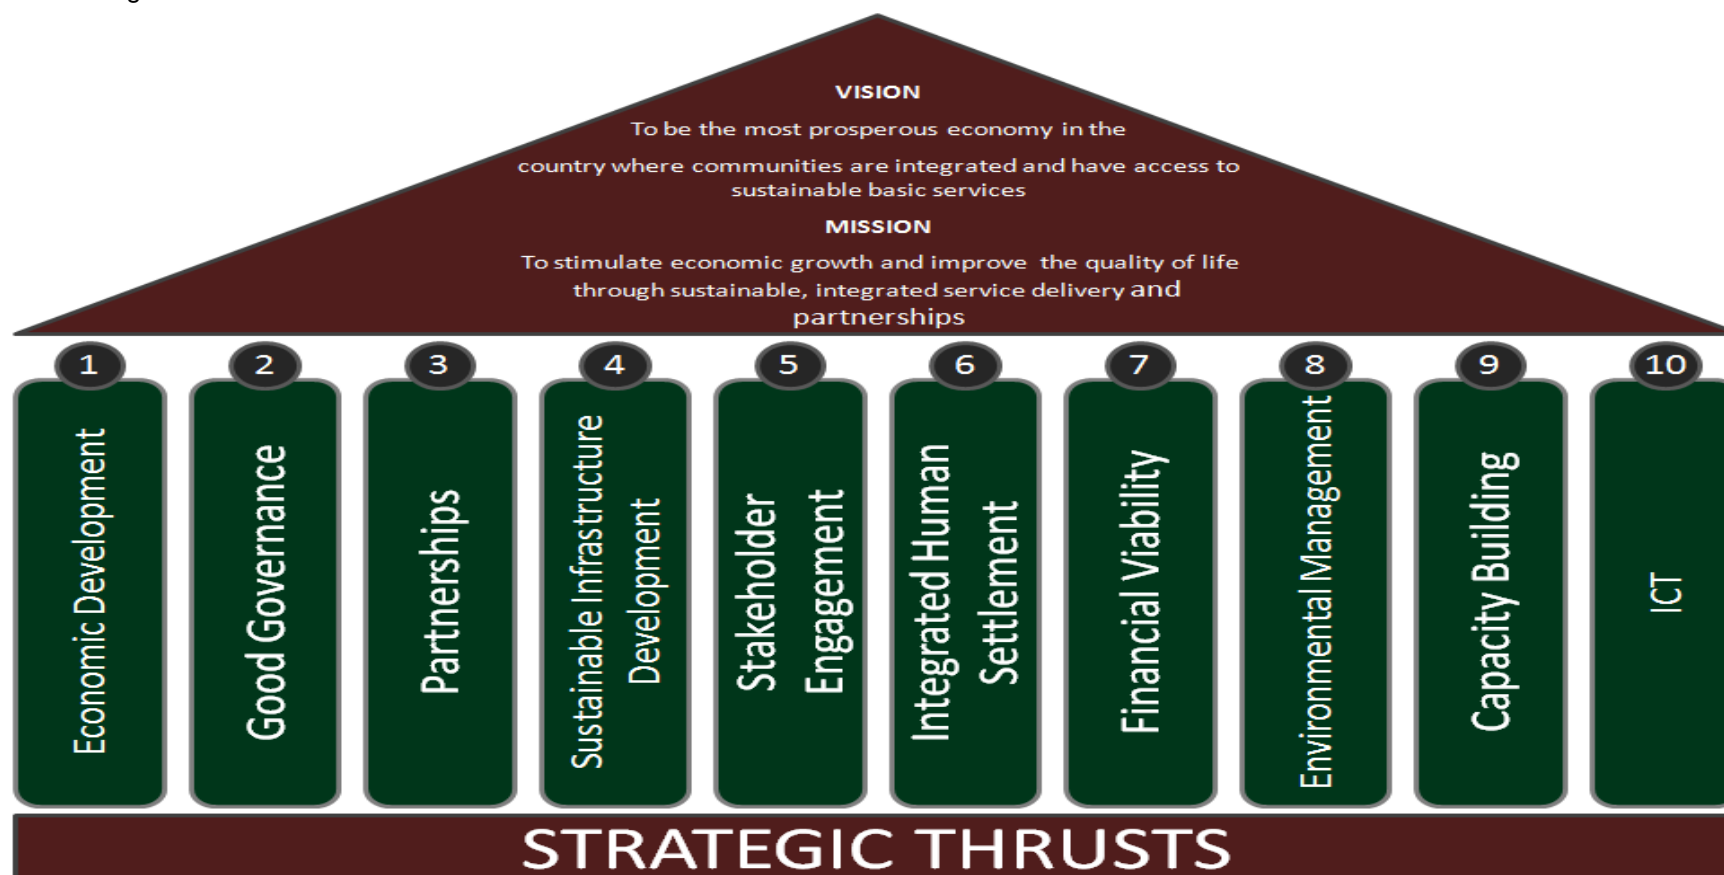 g
VISION
To be the most prosperous economy in the
country where communities are integrated and have access to
sustainable basic services
MISSION
To stimulate economic growth and improve the quality of life
through sustainable, integrated service delivery and
partnerships
1
2
3
4
5
6
7
8
9
10
Economic Development
Good Governance
Partnerships
Sustainable Infrastructure
Development
Stakeholder
Engagement
Integrated Human
Settlement
Financial Viability
Environmental Management
Capacity Building
ICT
STRATEGIC THRUSTS